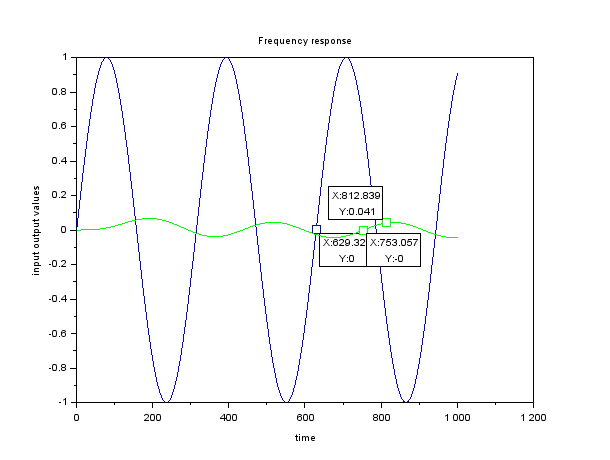 Frequency response
1
0.8
0.6
0.4
0.2
0
-0.2
-0.4
-0.6
-0.8
-1
input output values
X:812.839
Y:0.041
X:629.32
Y:0
X:753.057
Y:-0
0
200
400
600
800
1 000
1 200
time